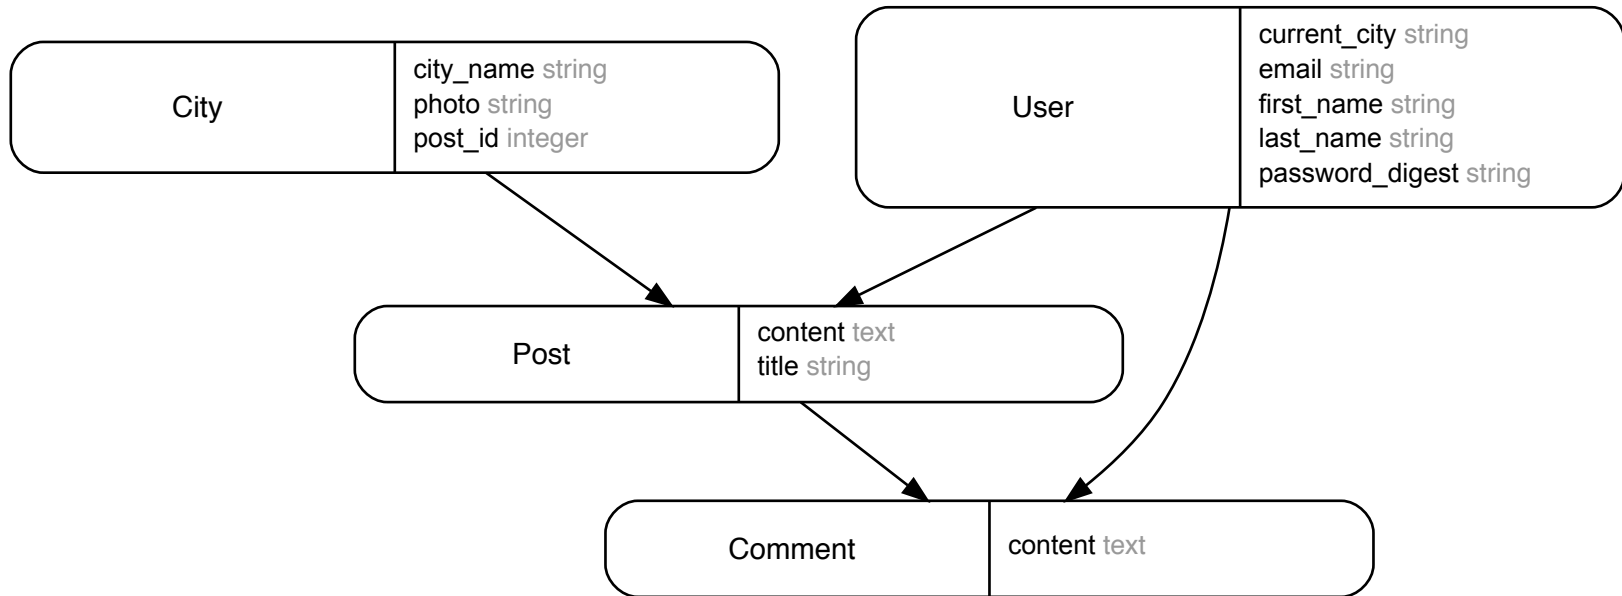 City
city_name string
photo string
post_id integer
User
current_city string
email string
first_name string
last_name string
password_digest string
Post
content text
title string
Comment
content text